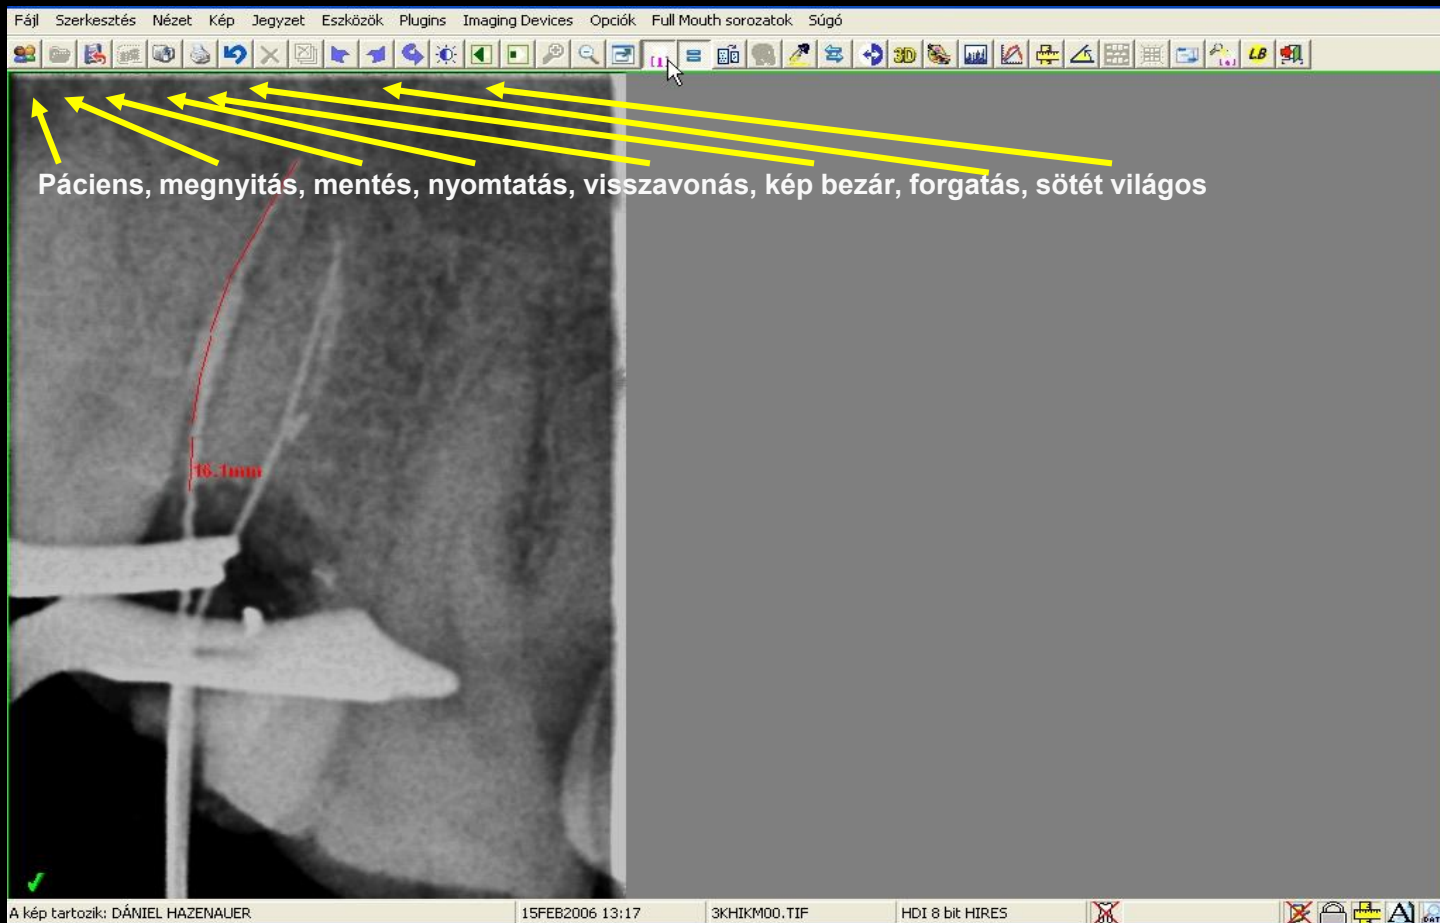 Fájl Szerkesztés Nézet Kép Jegyzet Eszközök Plugins Imaging Devices Opciók Full Mouth sorozatok Súgó
3D LB
Páciens, megnyitás, mentés, nyomtatás, visszavonás, kép bezár, forgatás, sötét világos
16.1mm
A kép tartozik: DÁNIEL HAZENAUER 15FEB2006 13:17 3KHIKM00.TIF HDI 8 bit HIRES